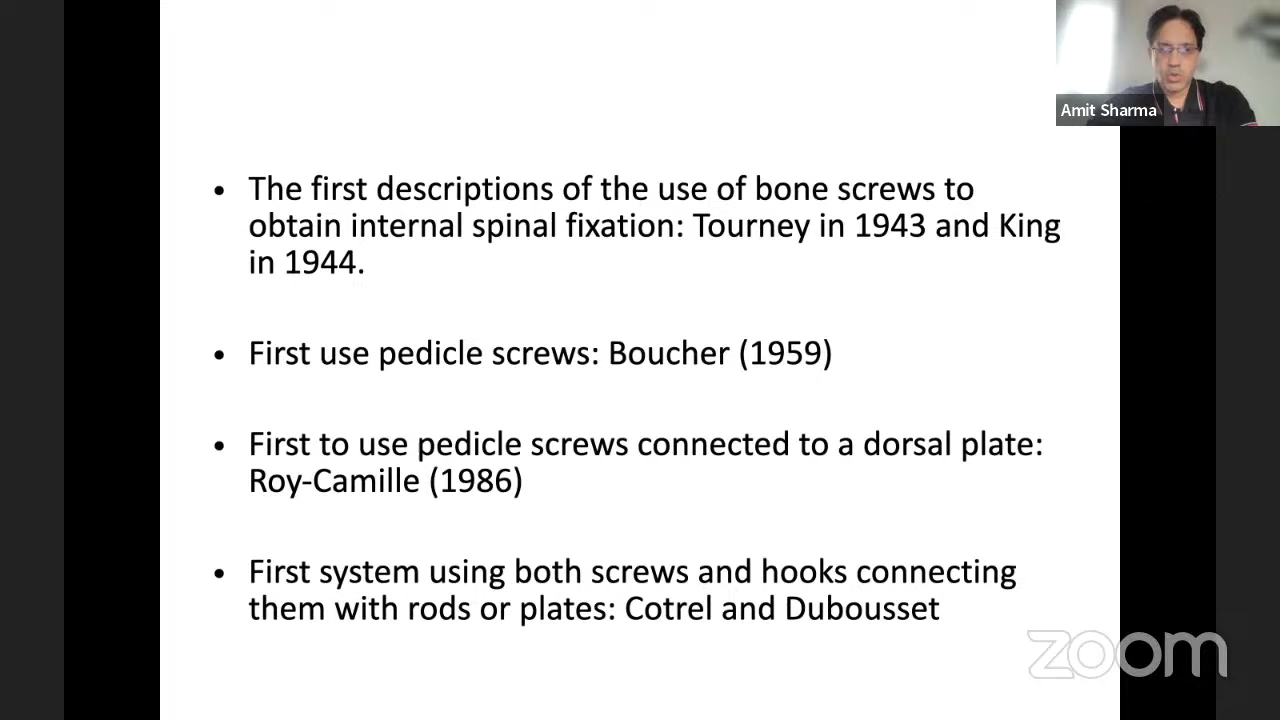 Amit Sharma
• The first descriptions of the use of bone screws to
obtain internal spinal fixation: Tourney in 1943 and King
in 1944.
• First use pedicle screws: Boucher (1959)
• First to use pedicle screws connected to a dorsal plate:
Roy-Camille (1986)
• First system using both screws and hooks connecting
them with rods or plates: Cotrel and Dubousset
zoom